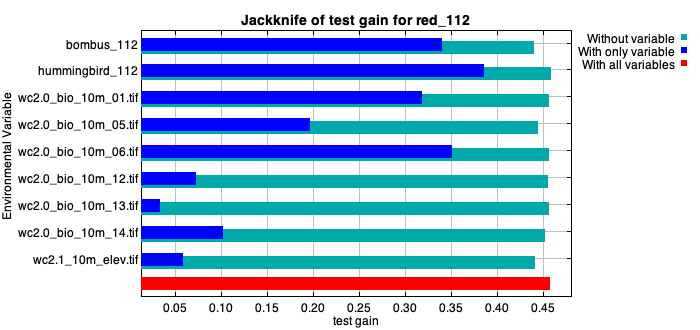 Jackknife of test gain for red_112
Environmental Variable
bombus_112
hummingbird_112
wc2.0_bio_10m_01.tif
wc2.0_bio_10m_05.tif
wc2.0_bio_10m_06.tif
wc2.0_bio_10m_12.tif
wc2.0_bio_10m_13.tif
wc2.0_bio_10m_14.tif
wc2.1_10m_elev.tif
Without variable
With only variable
With all variables
0.05 0.10 0.15 0.20 0.25 0.30 0.35 0.40 0.45
test gain